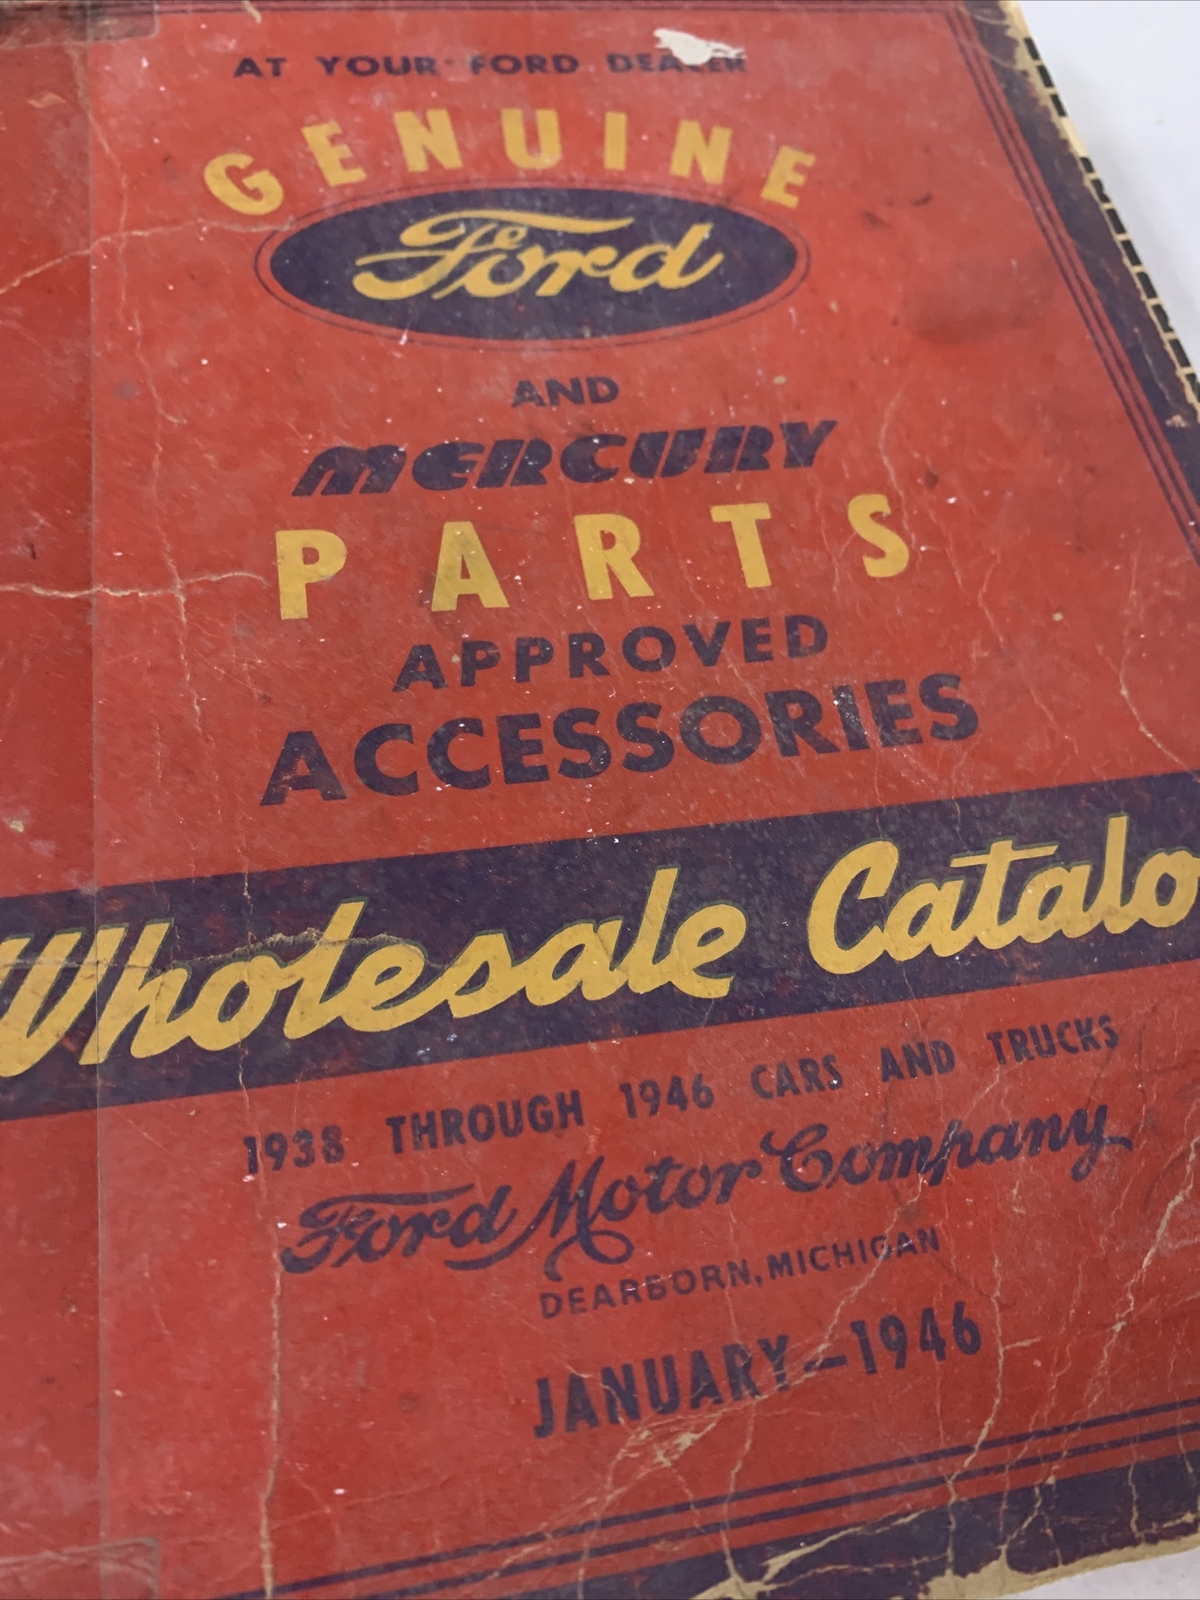 AT YOUR FORD DEALER
GENUINE
Ford
AND
MERCURY
PARTS
APPROVED
ACCESSORIES
Wholesale Catalo
1938 THROUGH 1946 CARS AND TRUCKS
Ford Motor Company
DEARBORN, MICHIGAN
JANUARY—1946